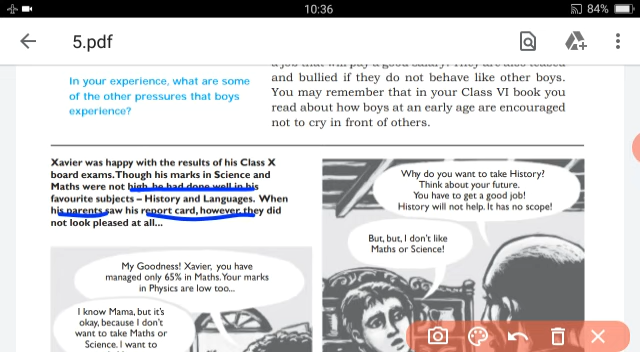 10:36
84%
5.pdf
a job that will pay a good salary. They are also teased
and bullied if they do not behave like other boys.
You may remember that in your Class VI book you
read about how boys at an early age are encouraged
not to cry in front of others.
In your experience, what are some
of the other pressures that boys
experience?
Xavier was happy with the results of his Class X
board exams. Though his marks in Science and
Maths were not high, he had done well in his
favourite subjects – History and Languages. When
his parents saw his report card, however, they did
not look pleased at all...
My Goodness! Xavier, you have
managed only 65% in Maths. Your marks
in Physics are low too...
I know Mama, but it's
okay, because I don't
want to take Maths or
Science. I want to
Why do you want to take History?
Think about your future.
You have to get a good job!
History will not help. It has no scope!
But, but, I don't like
Maths or Science!